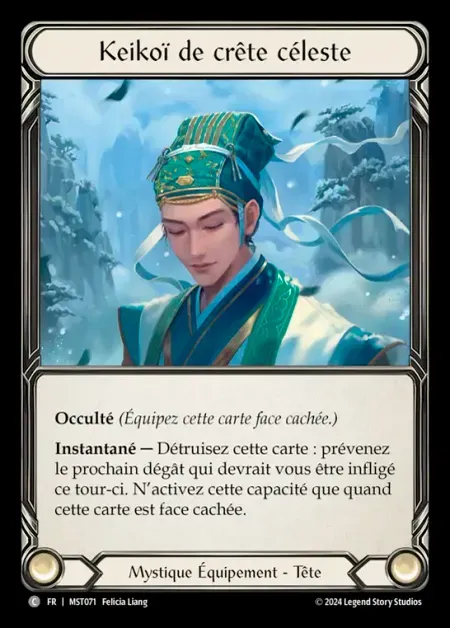 Keikoï de crête céleste
Occulté (Équipez cette carte face cachée.)
Instantané — Détruisez cette carte : prévenez
le prochain dégât qui devrait vous être infligé
ce tour-ci. N'activez cette capacité que quand
cette carte est face cachée.
Mystique Équipement - Tête
C FR | MST071 Felicia Liang
© 2024 Legend Story Studios